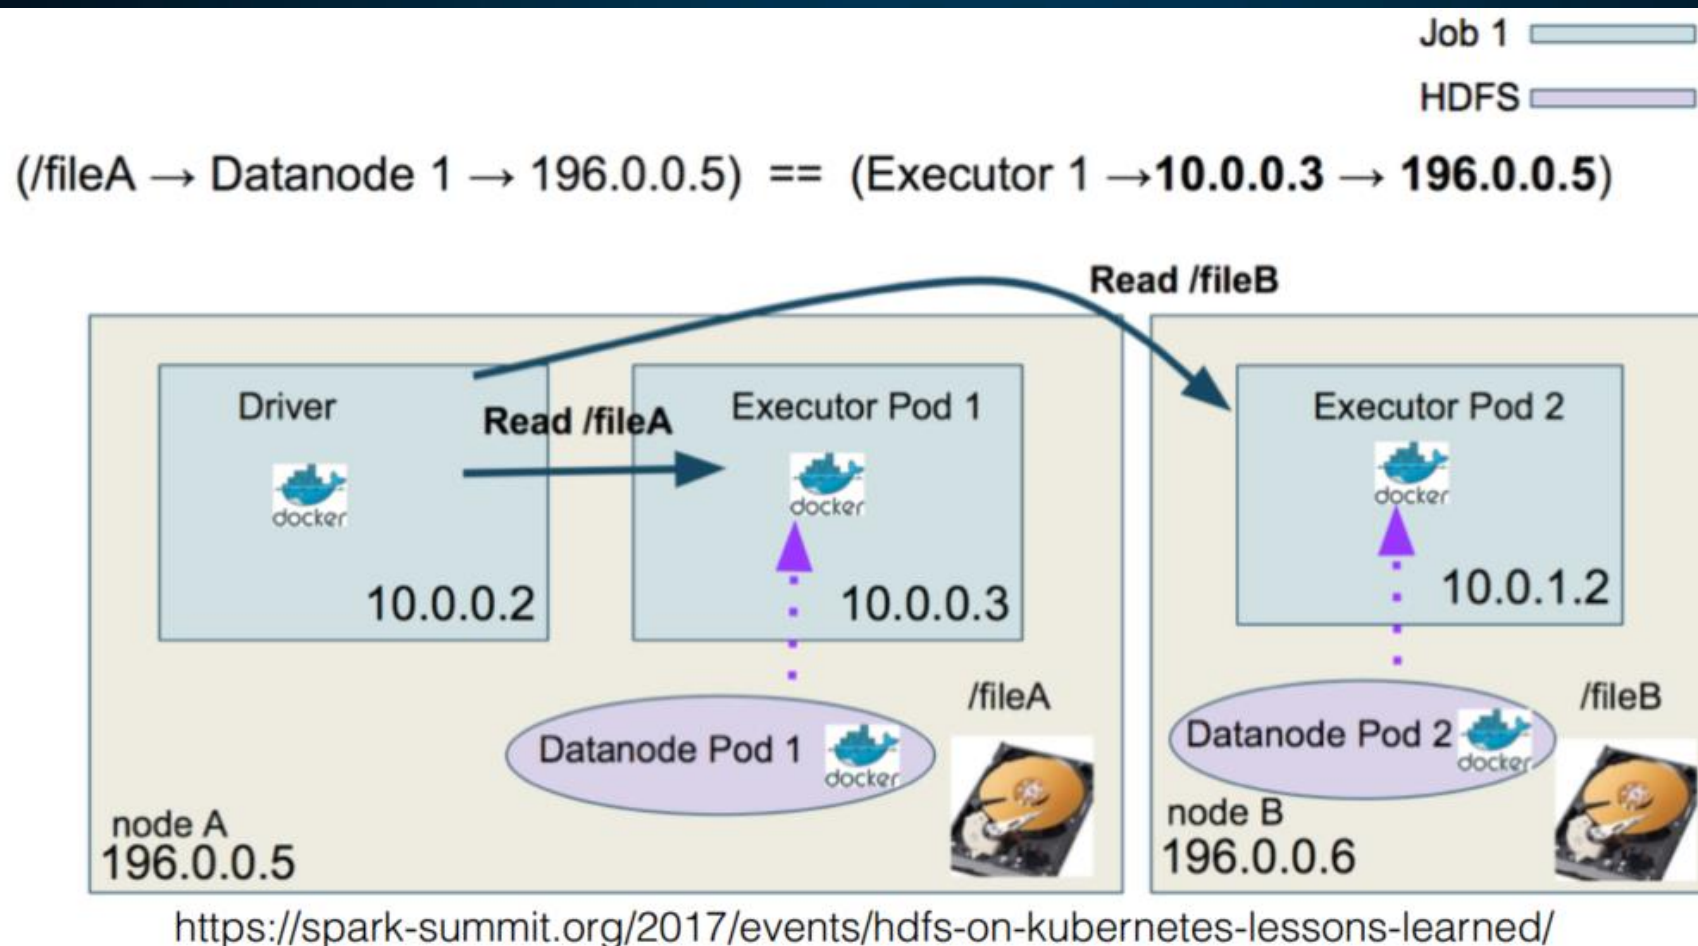 Job 1
HDFS
(/fileA → Datanode 1 → 196.0.0.5) == (Executor 1 →10.0.0.3 → 196.0.0.5)
Read /fileB
Driver
Read /fileA
Executor Pod 1
Executor Pod 2
docker
docker
docker
10.0.0.2
10.0.0.3
10.0.1.2
/fileA
/fileB
Datanode Pod 1
docker
Datanode Pod 2
docker
node A
196.0.0.5
node B
196.0.0.6
https://spark-summit.org/2017/events/hdfs-on-kubernetes-lessons-learned/